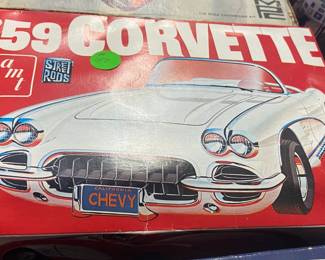 '59 CORVETTE
amt
STREET RODS
CALIFORNIA
CHEVY